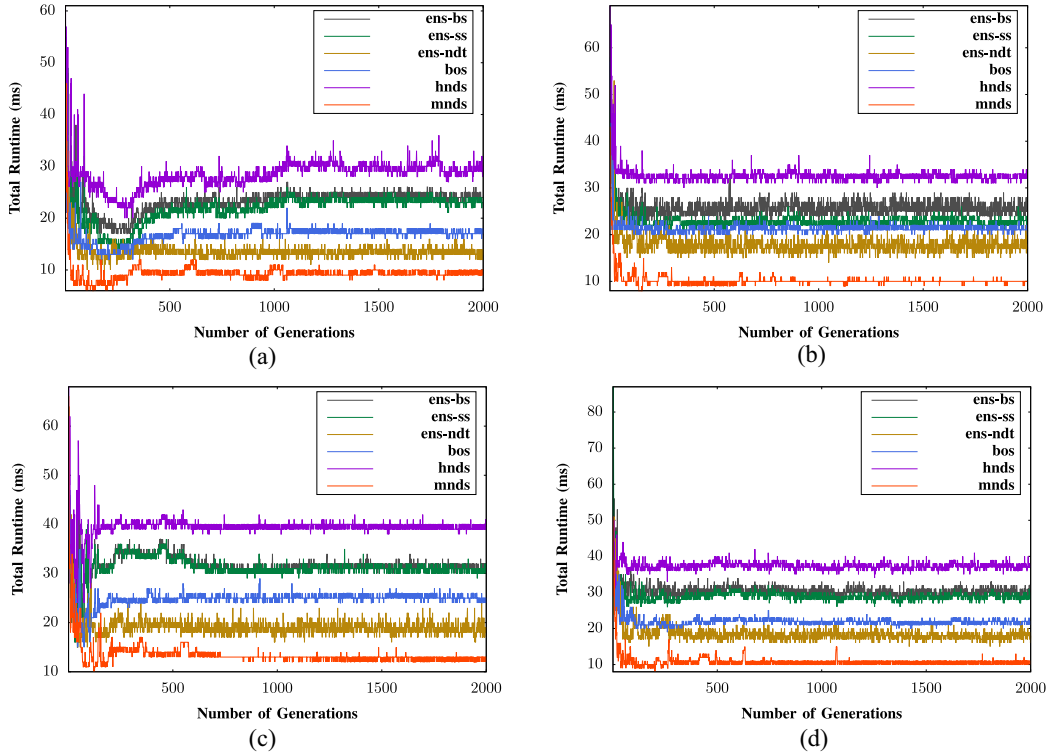 60
50
40
30
20
10
500
1000
1500
2000
Total Runtime (ms)
Number of Generations
ens-bs
ens-ss
ens-ndt
bos
hnds
mnds
(a)
60
50
40
30
20
10
500
1000
1500
2000
Total Runtime (ms)
Number of Generations
ens-bs
ens-ss
ens-ndt
bos
hnds
mnds
(b)
60
50
40
30
20
10
500
1000
1500
2000
Total Runtime (ms)
Number of Generations
ens-bs
ens-ss
ens-ndt
bos
hnds
mnds
(c)
80
70
60
50
40
30
20
10
500
1000
1500
2000
Total Runtime (ms)
Number of Generations
ens-bs
ens-ss
ens-ndt
bos
hnds
mnds
(d)